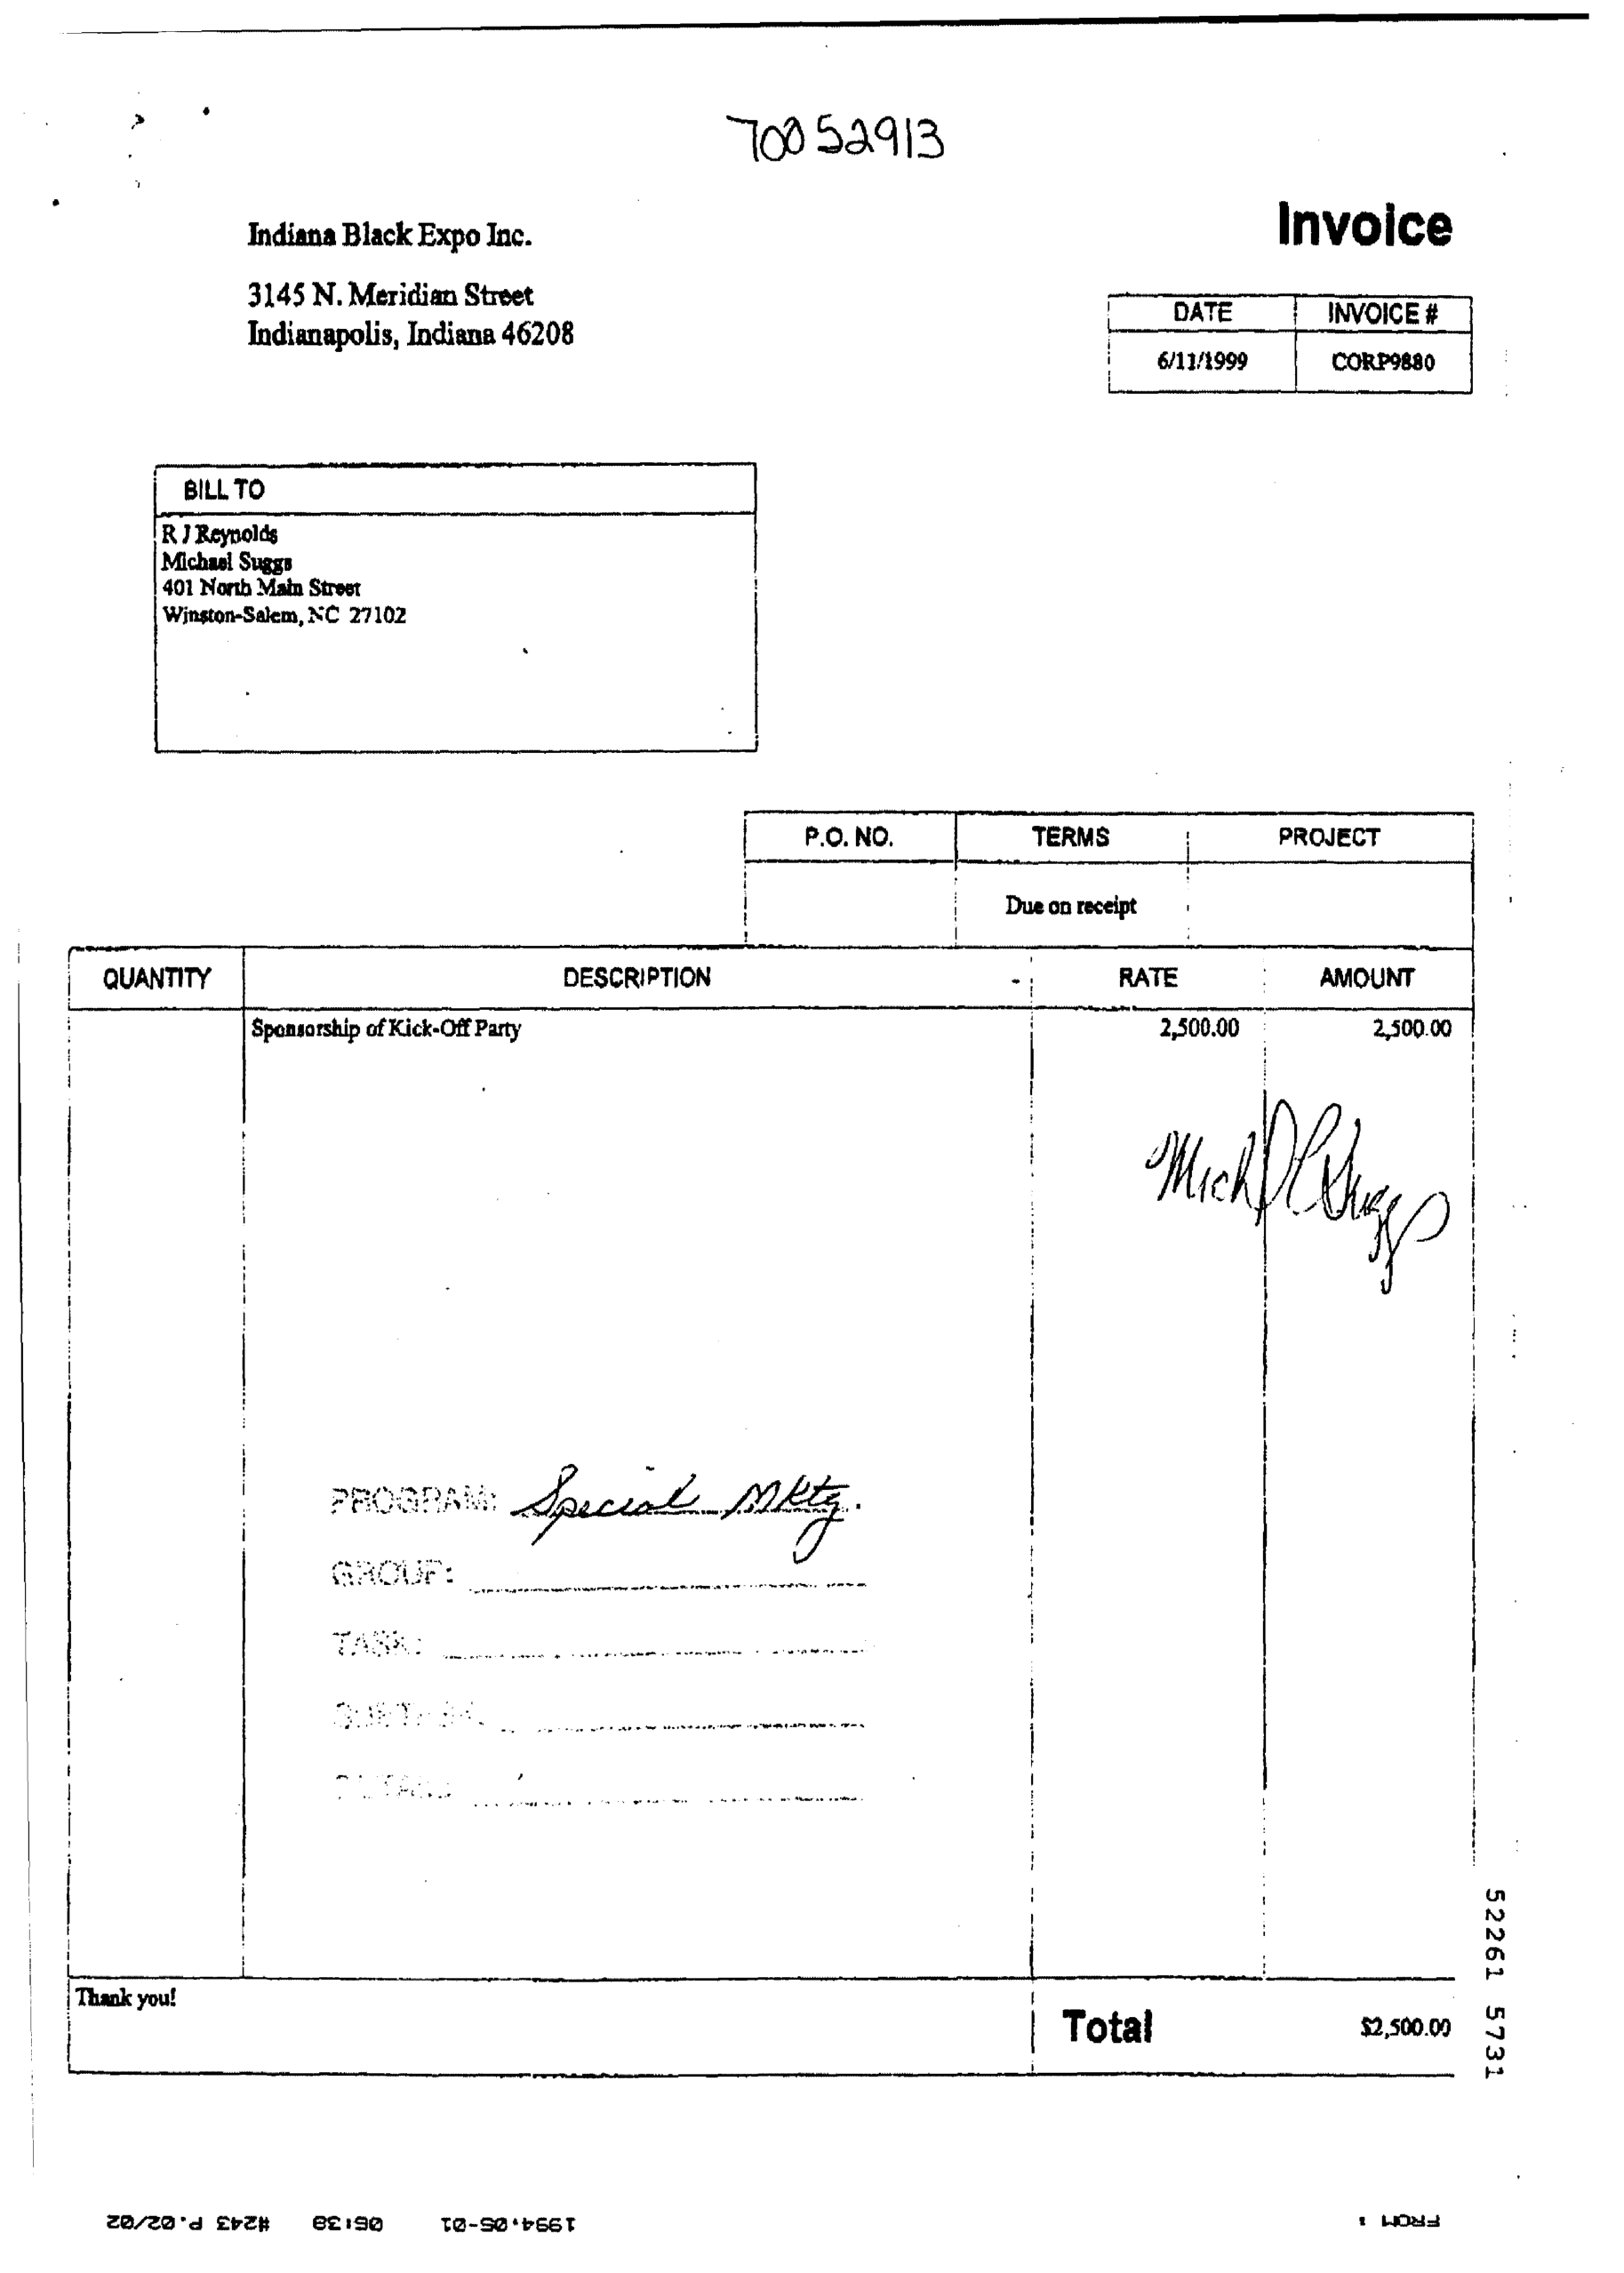 70052913
Invoice
Indiana Black Expo Inc.
3145 N. Meridian Street
Indianapolis, Indiana 46208
DATE INVOICE #
6/11/1999 CORP9880
BILL TO
R J Reynolds
Michael Suggs
401 North Main Street
Winston-Salem, NC 27102
P.O. NO. TERMS PROJECT
Due on receipt
QUANTITY DESCRIPTION RATE AMOUNT
Sponsorship of Kick-Off Party 2,500.00 2,500.00
Suggs
PROGRAM: Special Mktg.
GROUP:
TASK:
Thank you!
Total $2,500.00
52261 5731
FROM :
1994,05-01 06:38 #243 P.02/02